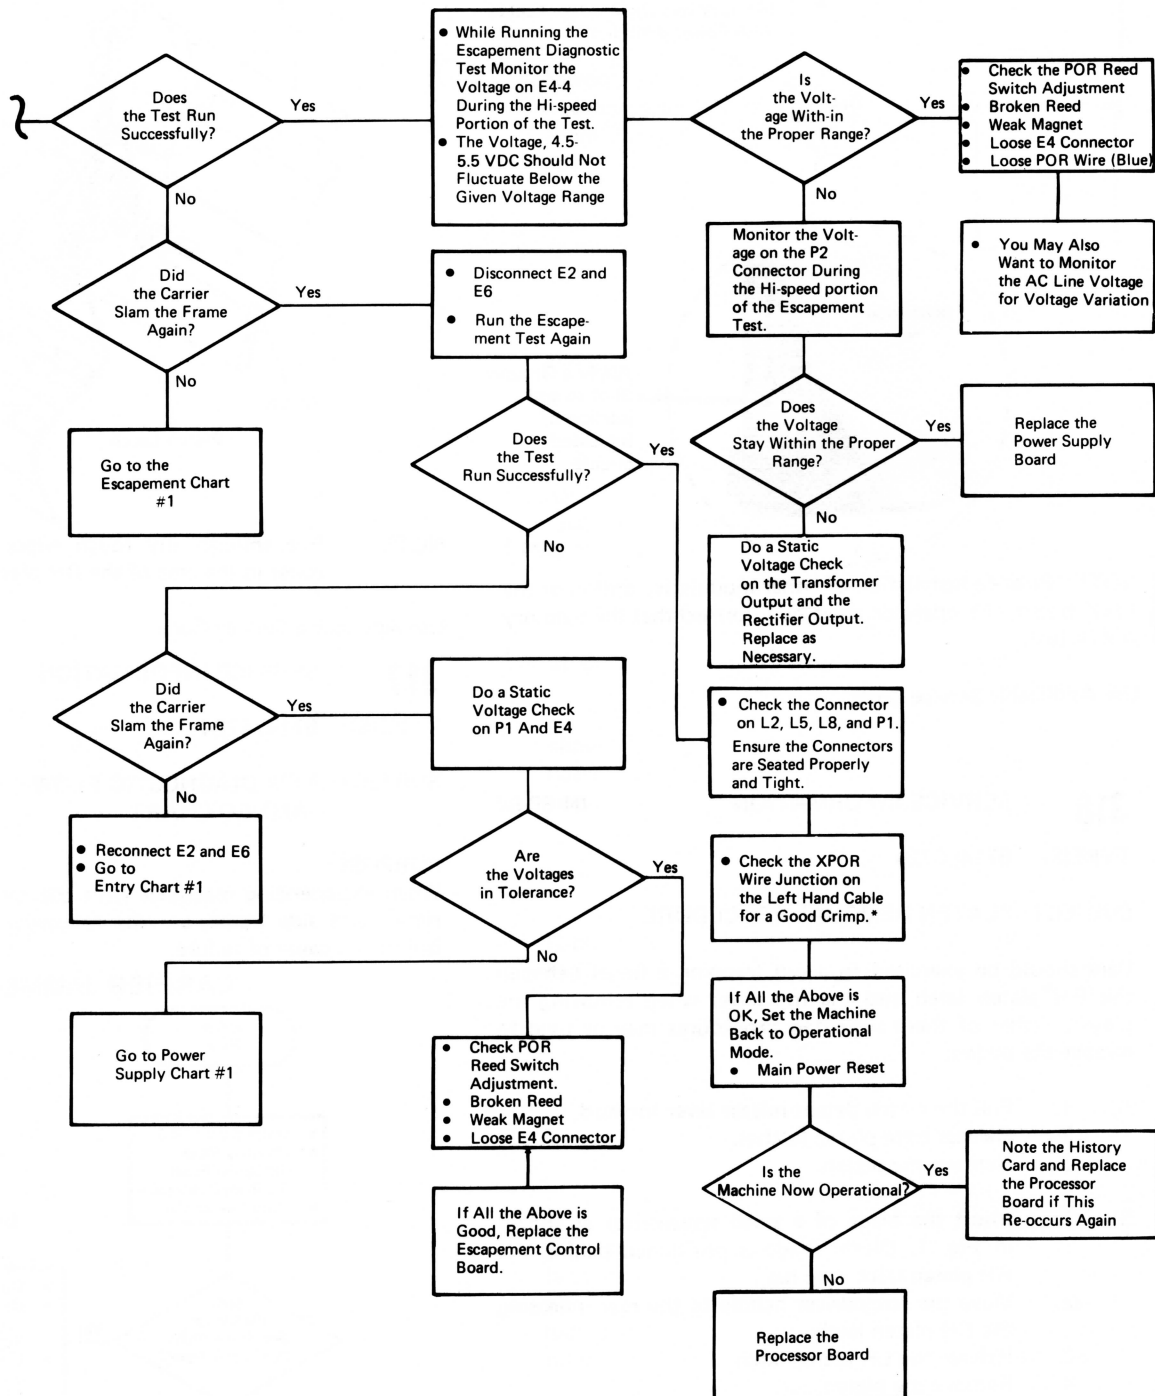 Does
the Test Run
Successfully?
Yes
No
● While Running the
Escapement Diagnostic
Test Monitor the
Voltage on E4-4
During the Hi-speed
Portion of the Test.
● The Voltage, 4.5-
5.5 VDC Should Not
Fluctuate Below the
Given Voltage Range
Is
the Volt-
age With-in
the Proper Range?
Yes
No
● Check the POR Reed
Switch Adjustment
● Broken Reed
● Weak Magnet
● Loose E4 Connector
● Loose POR Wire (Blue)
● You May Also
Want to Monitor
the AC Line Voltage
for Voltage Variation
Did
the Carrier
Slam the Frame
Again?
Yes
No
● Disconnect E2 and
E6
● Run the Escape-
ment Test Again
Monitor the Volt-
age on the P2
Connector During
the Hi-speed portion
of the Escapement
Test.
Go to the
Escapement Chart
#1
Does
the Test
Run Successfully?
Yes
No
Does
the Voltage
Stay Within the Proper
Range?
Yes
No
Replace the
Power Supply
Board
Do a Static
Voltage Check
on the Transformer
Output and the
Rectifier Output.
Replace as
Necessary.
Did
the Carrier
Slam the Frame
Again?
Yes
No
Do a Static
Voltage Check
on P1 And E4
● Check the Connector
on L2, L5, L8, and P1.
Ensure the Connectors
are Seated Properly
and Tight.
● Reconnect E2 and E6
● Go to
Entry Chart #1
Are
the Voltages
in Tolerance?
Yes
No
● Check the XPOR
Wire Junction on
the Left Hand Cable
for a Good Crimp.*
Go to Power
Supply Chart #1
● Check POR
Reed Switch
Adjustment.
● Broken Reed
● Weak Magnet
● Loose E4 Connector
If All the Above is
OK, Set the Machine
Back to Operational
Mode.
● Main Power Reset
If All the Above is
Good, Replace the
Escapement Control
Board.
Is the
Machine Now Operational?
Yes
No
Note the History
Card and Replace
the Processor
Board if This
Re-occurs Again
Replace the
Processor Board